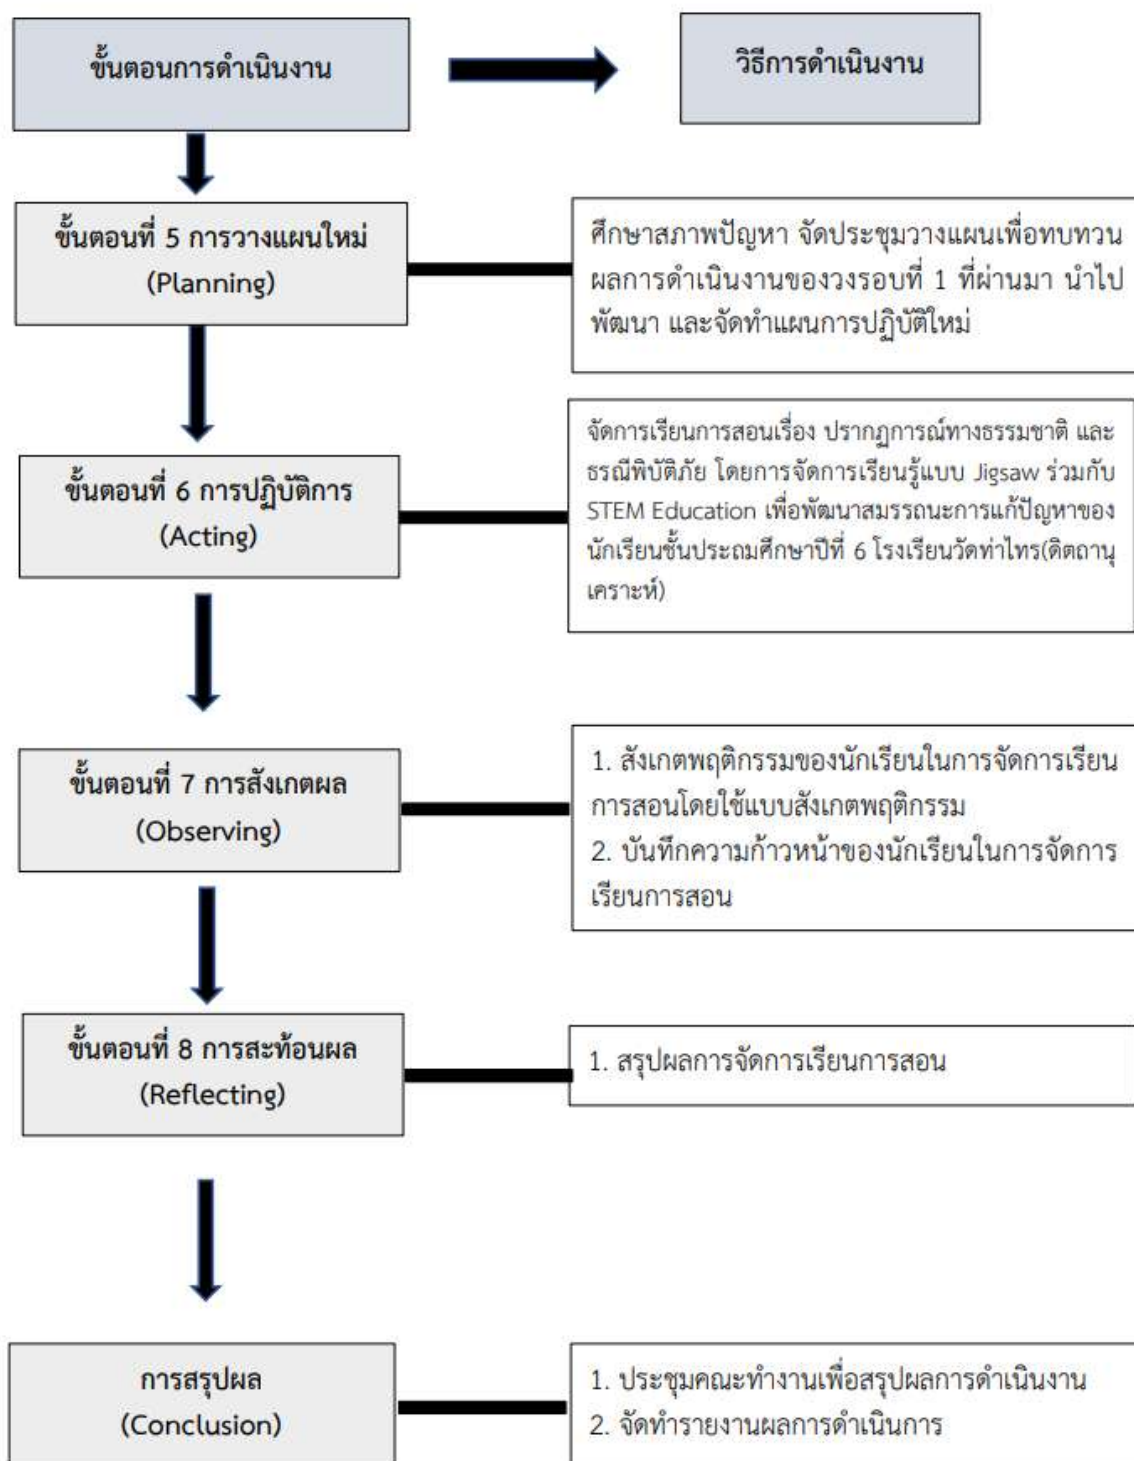 ขั้นตอนการดำเนินงาน
วิธีการดำเนินงาน
ขั้นตอนที่ 5 การวางแผนใหม่
(Planning)
ศึกษาสภาพปัญหา จัดประชุมวางแผนเพื่อทบทวน
ผลการดำเนินงานของวงรอบที่ 1 ที่ผ่านมา นำไป
พัฒนา และจัดทำแผนการปฏิบัติใหม่
ขั้นตอนที่ 6 การปฏิบัติการ
(Acting)
จัดการเรียนการสอนเรื่อง ปรากฏการณ์ทางธรรมชาติ และ
ธรณีพิบัติภัย โดยการจัดการเรียนรู้แบบ Jigsaw ร่วมกับ
STEM Education เพื่อพัฒนาสมรรถนะการแก้ปัญหาของ
นักเรียนชั้นประถมศึกษาปีที่ 6 โรงเรียนวัดท่าไทร(ดิตถานุ
เคราะห์)
ขั้นตอนที่ 7 การสังเกตผล
(Observing)
1. สังเกตพฤติกรรมของนักเรียนในการจัดการเรียน
การสอนโดยใช้แบบสังเกตพฤติกรรม
2. บันทึกความก้าวหน้าของนักเรียนในการจัดการ
เรียนการสอน
ขั้นตอนที่ 8 การสะท้อนผล
(Reflecting)
1. สรุปผลการจัดการเรียนการสอน
การสรุปผล
(Conclusion)
1. ประชุมคณะทำงานเพื่อสรุปผลการดำเนินงาน
2. จัดทำรายงานผลการดำเนินการ